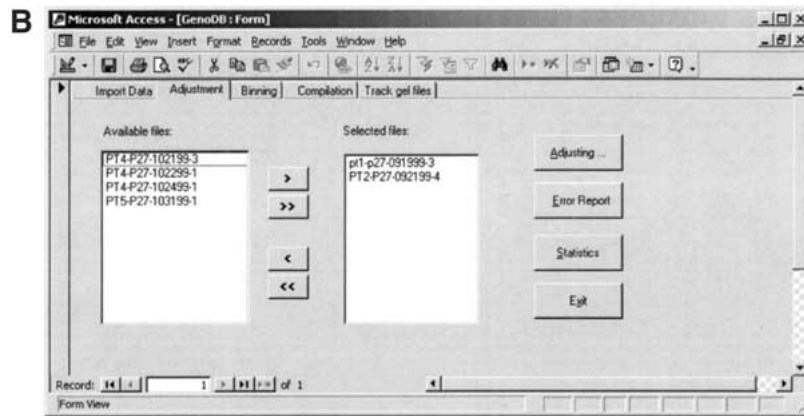 B
Microsoft Access - [GenoDB : Form]
File Edit View Insert Format Records Tools Window Help
Import Data Adjustment Binning Compilation Track gel files
Available files: Selected files:
PT4-P27-102199-3
PT4-P27-102299-1
PT4-P27-102499-1
PT5-P27-103199-1
> 
>>
<
<<
pt1-p27-091999-3
PT2-P27-092199-4
Adjusting ...
Error Report
Statistics
Exit
Record: 1 of 1
Form View